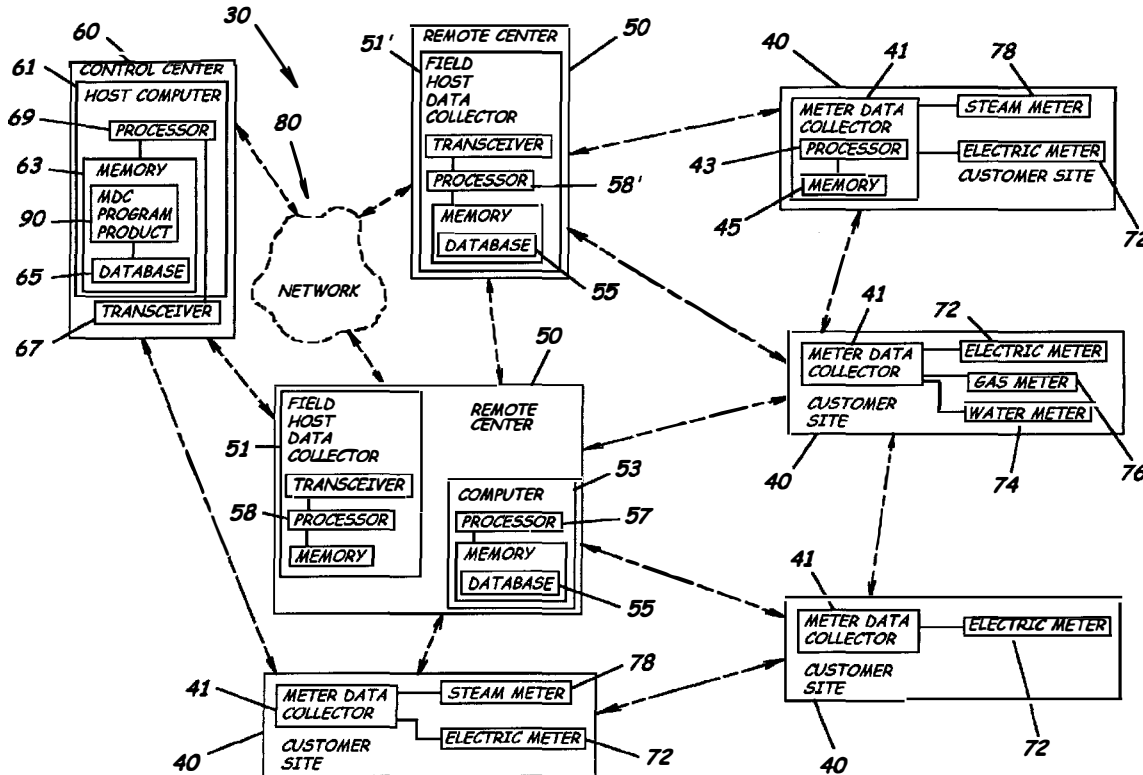 30
60
CONTROL CENTER
61
HOST COMPUTER
69
PROCESSOR
63
MEMORY
MDC
PROGRAM
PRODUCT
90
65
DATABASE
TRANSCEIVER
67
80
NETWORK
REMOTE CENTER
50
51'
FIELD
HOST
DATA
COLLECTOR
TRANSCEIVER
PROCESSOR
58'
MEMORY
DATABASE
55
40
41
78
METER DATA
COLLECTOR
STEAM METER
43
PROCESSOR
ELECTRIC METER
MEMORY
45
CUSTOMER SITE
72
41
72
METER DATA
COLLECTOR
ELECTRIC METER
GAS METER
WATER METER
CUSTOMER
SITE
40
74
76
50
FIELD
HOST
DATA
COLLECTOR
REMOTE
CENTER
51
TRANSCEIVER
58
PROCESSOR
MEMORY
53
COMPUTER
PROCESSOR
57
MEMORY
DATABASE
55
41
METER DATA
COLLECTOR
ELECTRIC METER
CUSTOMER
SITE
40
72
78
41
METER DATA
COLLECTOR
STEAM METER
ELECTRIC METER
40
CUSTOMER
SITE
72